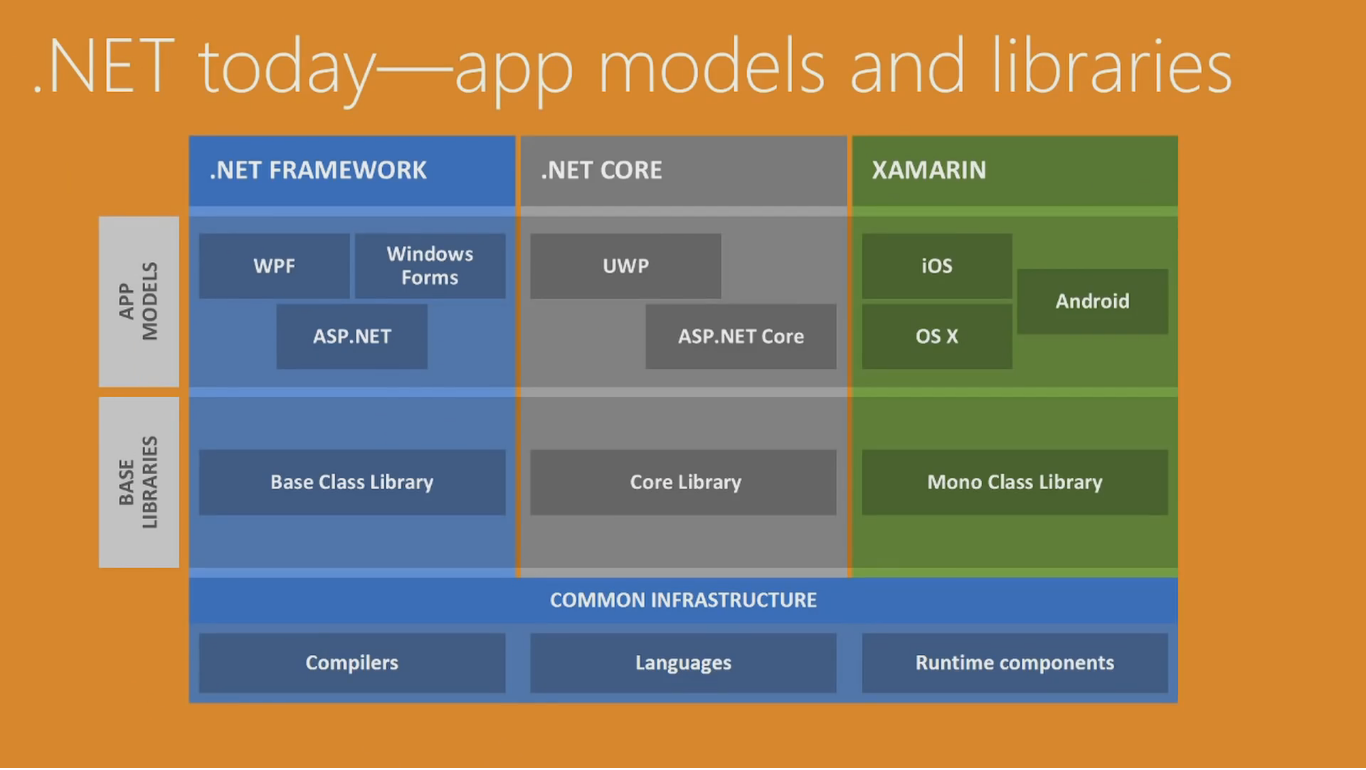 .NET today—app models and libraries
.NET FRAMEWORK
.NET CORE
XAMARIN
APP
MODELS
WPF
Windows
Forms
ASP.NET
UWP
ASP.NET Core
iOS
Android
OS X
BASE
LIBRARIES
Base Class Library
Core Library
Mono Class Library
COMMON INFRASTRUCTURE
Compilers
Languages
Runtime components